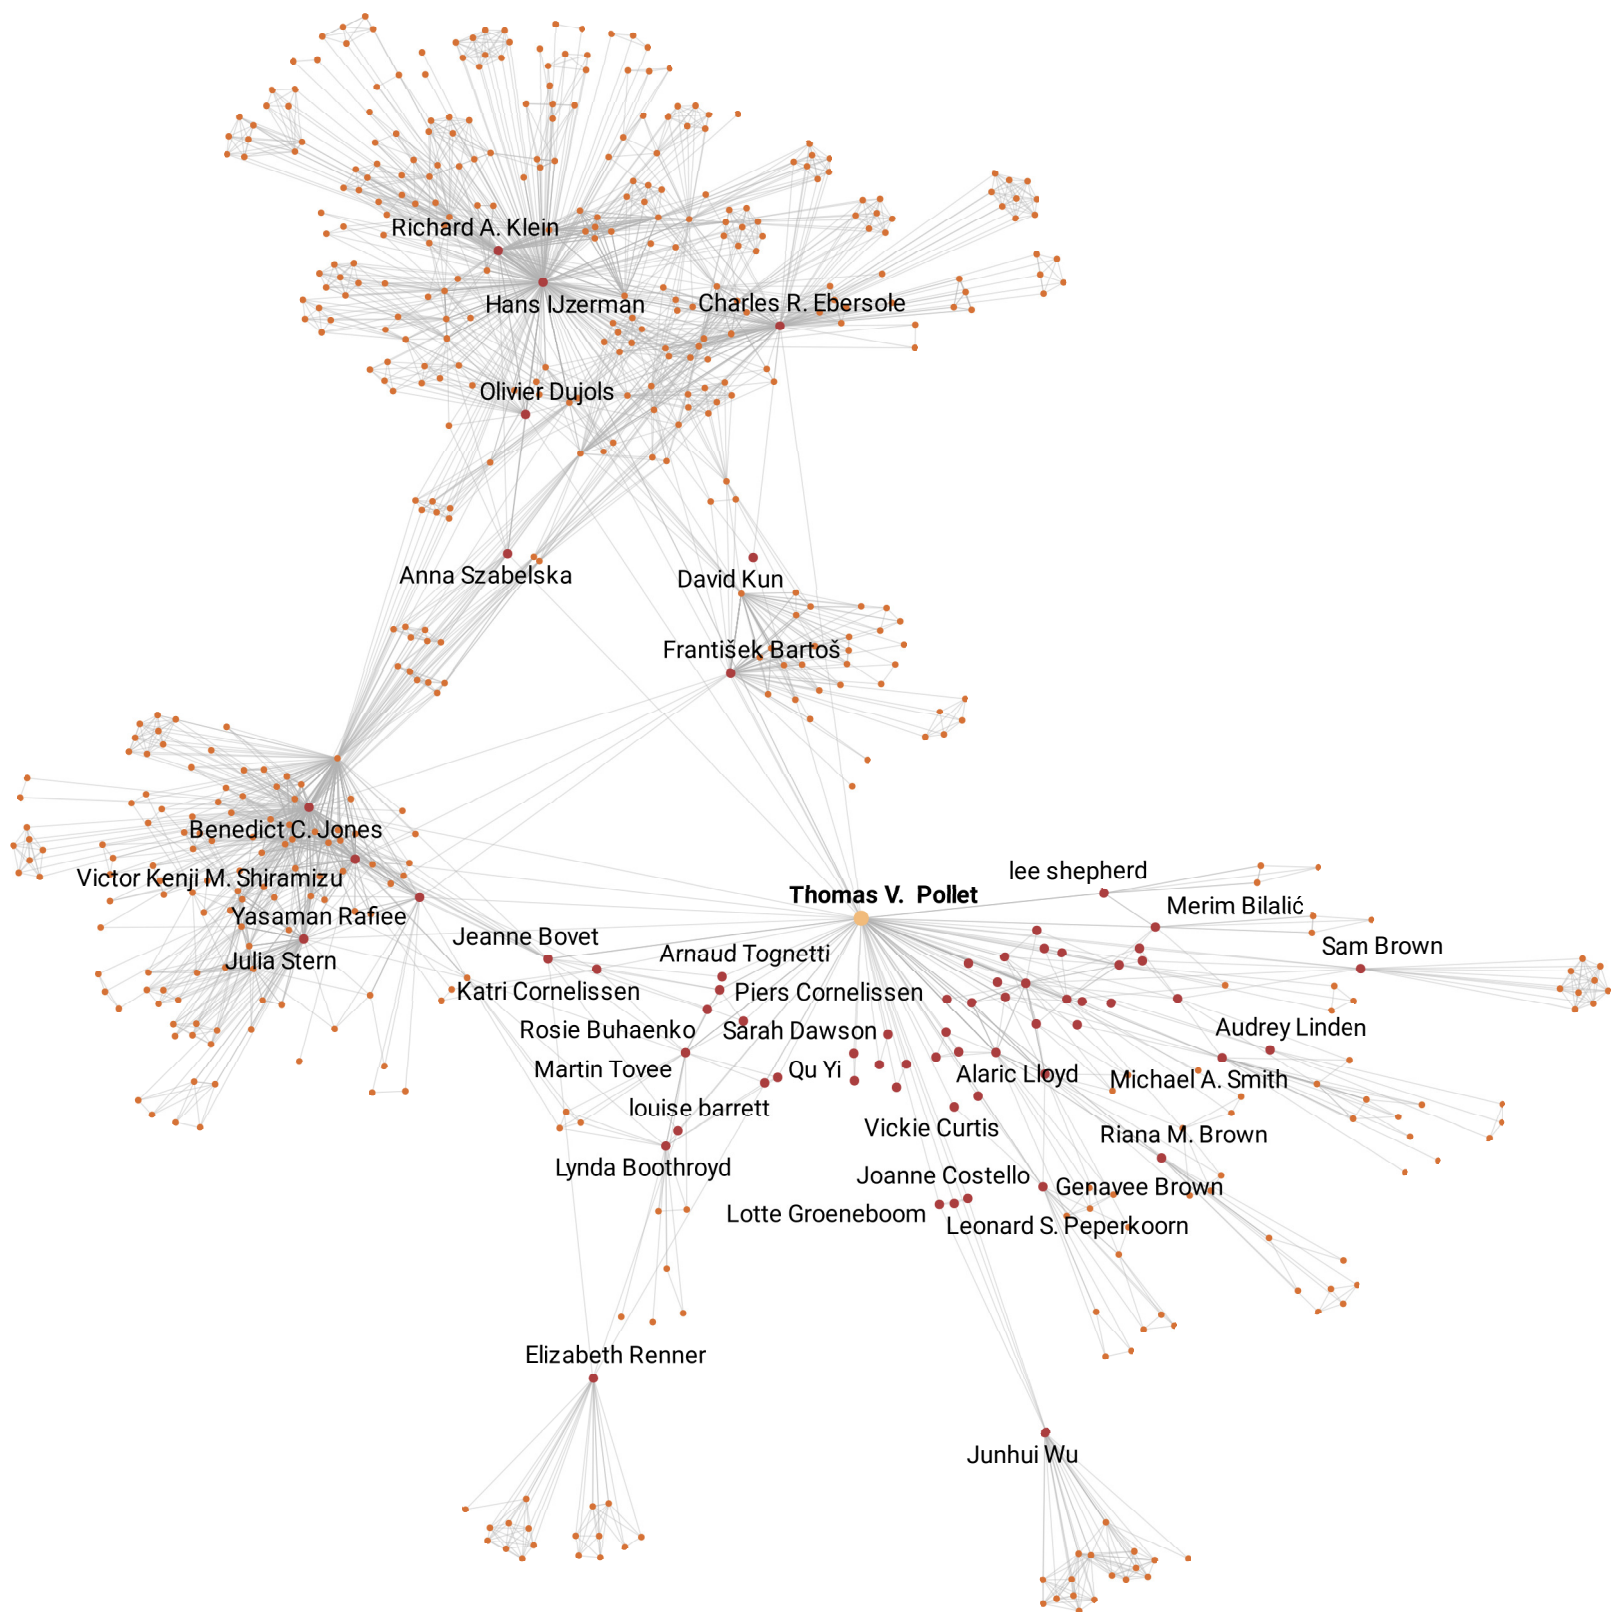 Richard A. Klein
Hans IJzerman
Charles R. Ebersole
Olivier Dujols
Anna Szabelska
David Kun
František Bartoš
Benedict C. Jones
Victor Kenji M. Shiramizu
Yasaman Rafiee
Julia Stern
lee shepherd
Thomas V.  Pollet
Merim Bilalić
Jeanne Bovet
Arnaud Tognetti
Sam Brown
Katri Cornelissen
Piers Cornelissen
Rosie Buhaenko
Sarah Dawson
Audrey Linden
Martin Tovee
Qu Yi
Alaric Lloyd
Michael A. Smith
louise barrett
Vickie Curtis
Riana M. Brown
Lynda Boothroyd
Joanne Costello
Genavee Brown
Lotte Groeneboom
Leonard S. Peperkoorn
Elizabeth Renner
Junhui Wu